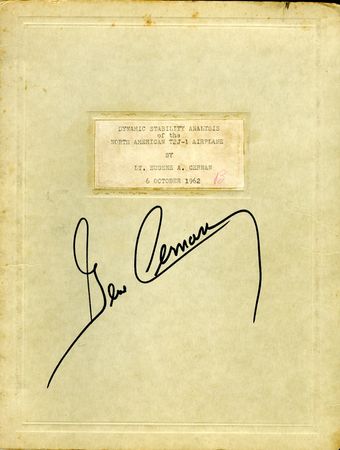 DYNAMIC STABILITY ANALYSIS
of the
NORTH AMERICAN T2J-1 AIRPLANE
BY
LT. EUGENE A. CERNAN
6 OCTOBER 1962
Gene Cernan